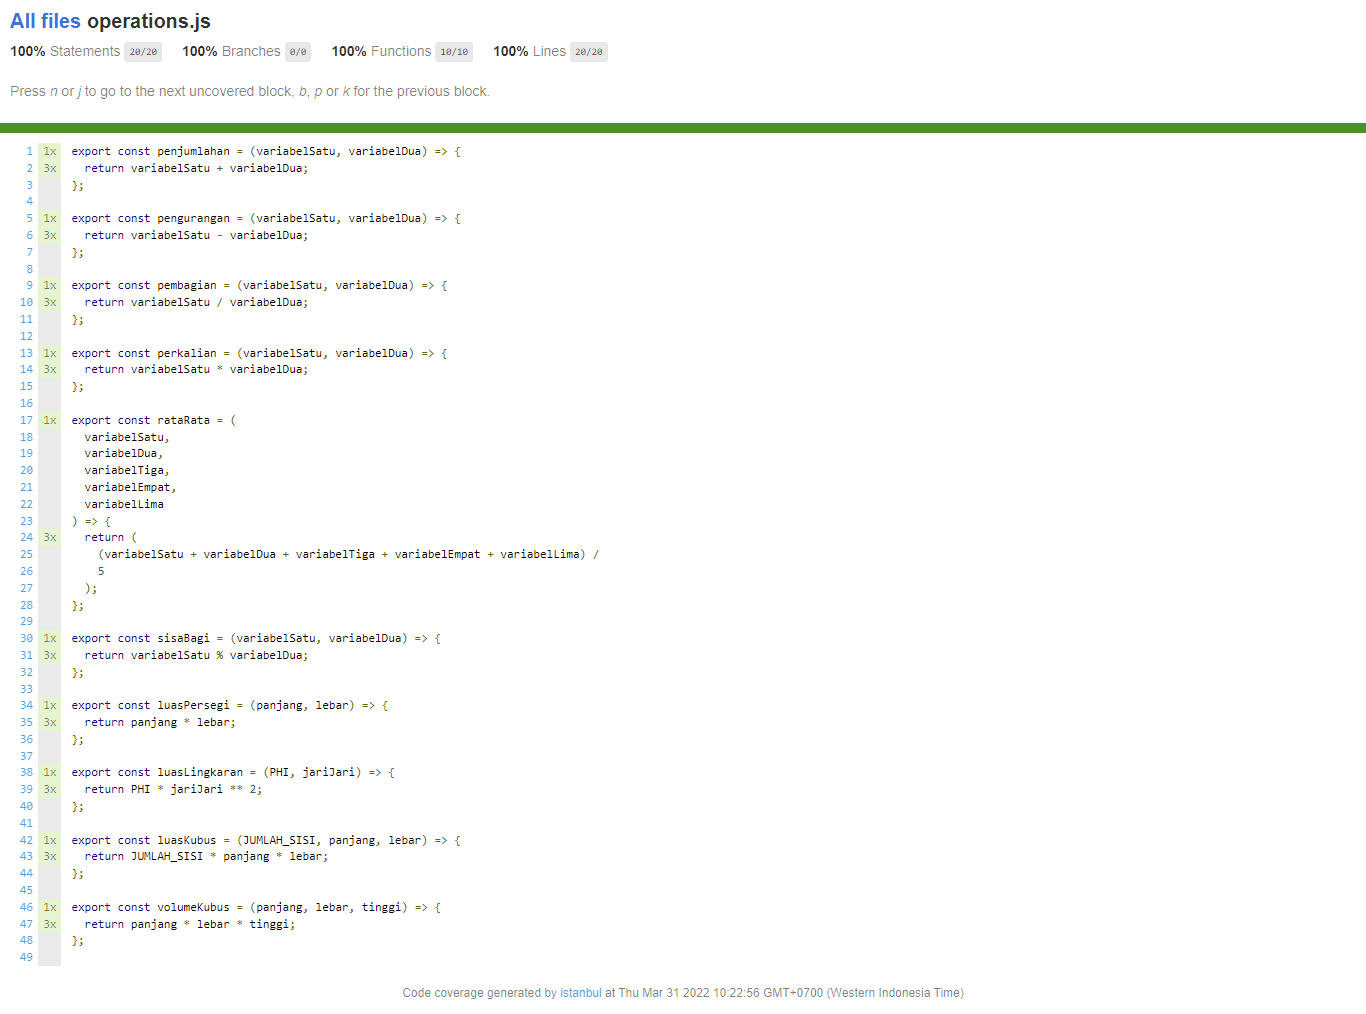 All files operations.js
100% Statements 20/20 100% Branches 0/0 100% Functions 10/10 100% Lines 20/20
Press n or j to go to the next uncovered block, b, p or k for the previous block.
1 1x export const penjumlahan = (variabelSatu, variabelDua) => {
2 3x   return variabelSatu + variabelDua;
3 };
4
5 1x export const pengurangan = (variabelSatu, variabelDua) => {
6 3x   return variabelSatu - variabelDua;
7 };
8
9 1x export const pembagian = (variabelSatu, variabelDua) => {
10 3x   return variabelSatu / variabelDua;
11 };
12
13 1x export const perkalian = (variabelSatu, variabelDua) => {
14 3x   return variabelSatu * variabelDua;
15 };
16
17 1x export const rataRata = (
18   variabelSatu,
19   variabelDua,
20   variabelTiga,
21   variabelEmpat,
22   variabelLima
23 ) => {
24 3x   return (
25     (variabelSatu + variabelDua + variabelTiga + variabelEmpat + variabelLima) /
26     5
27   );
28 };
29
30 1x export const sisaBagi = (variabelSatu, variabelDua) => {
31 3x   return variabelSatu % variabelDua;
32 };
33
34 1x export const luasPersegi = (panjang, lebar) => {
35 3x   return panjang * lebar;
36 };
37
38 1x export const luasLingkaran = (PHI, jariJari) => {
39 3x   return PHI * jariJari ** 2;
40 };
41
42 1x export const luasKubus = (JUMLAH_SISI, panjang, lebar) => {
43 3x   return JUMLAH_SISI * panjang * lebar;
44 };
45
46 1x export const volumeKubus = (panjang, lebar, tinggi) => {
47 3x   return panjang * lebar * tinggi;
48 };
49
Code coverage generated by istanbul at Thu Mar 31 2022 10:22:56 GMT+0700 (Western Indonesia Time)